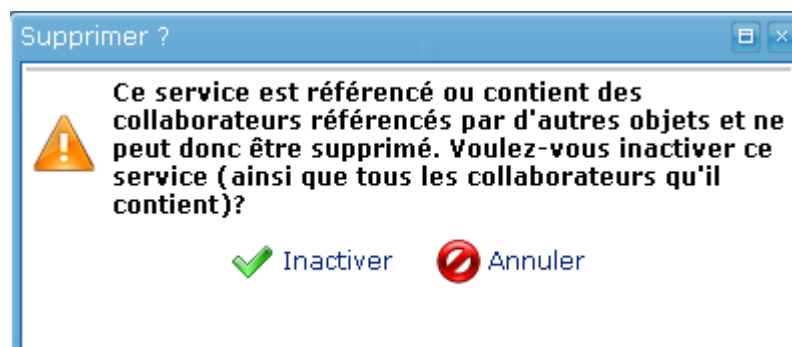 Supprimer ?
Ce service est référencé ou contient des
collaborateurs référencés par d'autres objets et ne
peut donc être supprimé. Voulez-vous inactiver ce
service (ainsi que tous les collaborateurs qu'il
contient)?
Inactiver Annuler